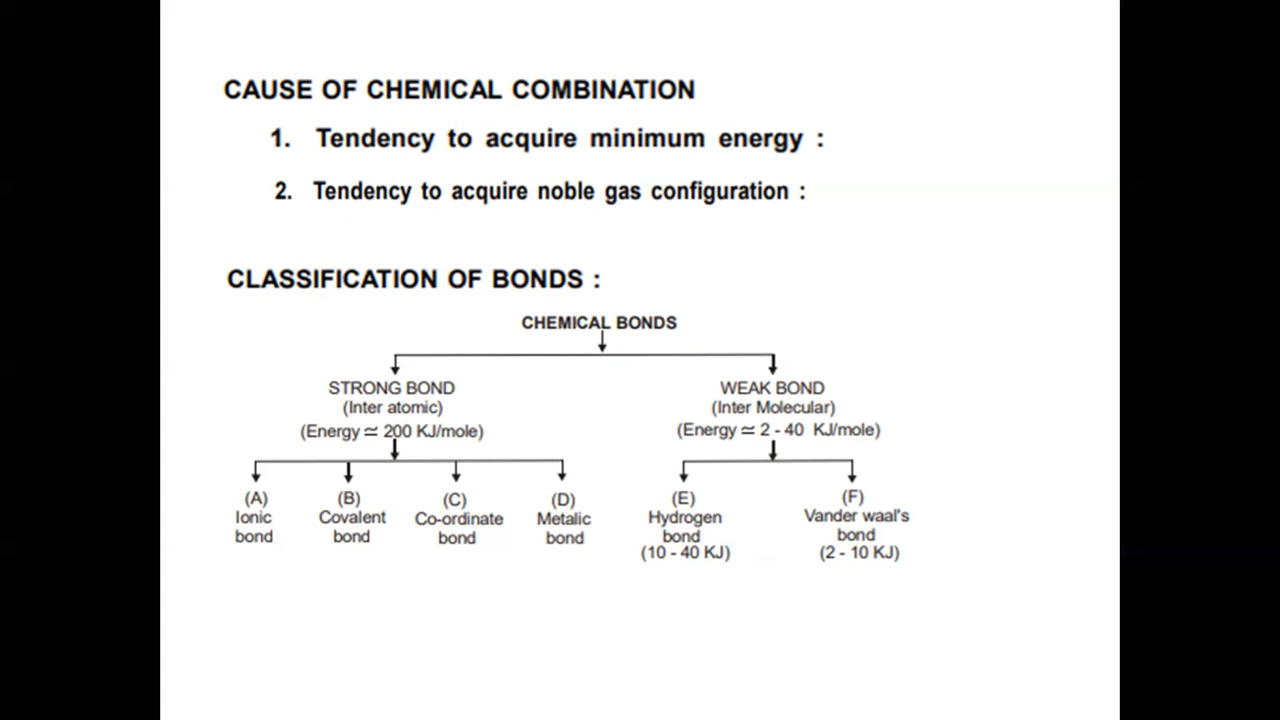 CAUSE OF CHEMICAL COMBINATION
1. Tendency to acquire minimum energy :
2. Tendency to acquire noble gas configuration :
CLASSIFICATION OF BONDS :
CHEMICAL BONDS
STRONG BOND
(Inter atomic)
(Energy ≃ 200 KJ/mole)
WEAK BOND
(Inter Molecular)
(Energy ≃ 2 - 40 KJ/mole)
(A)
Ionic
bond
(B)
Covalent
bond
(C)
Co-ordinate
bond
(D)
Metalic
bond
(E)
Hydrogen
bond
(10 - 40 KJ)
(F)
Vander waal's
bond
(2 - 10 KJ)